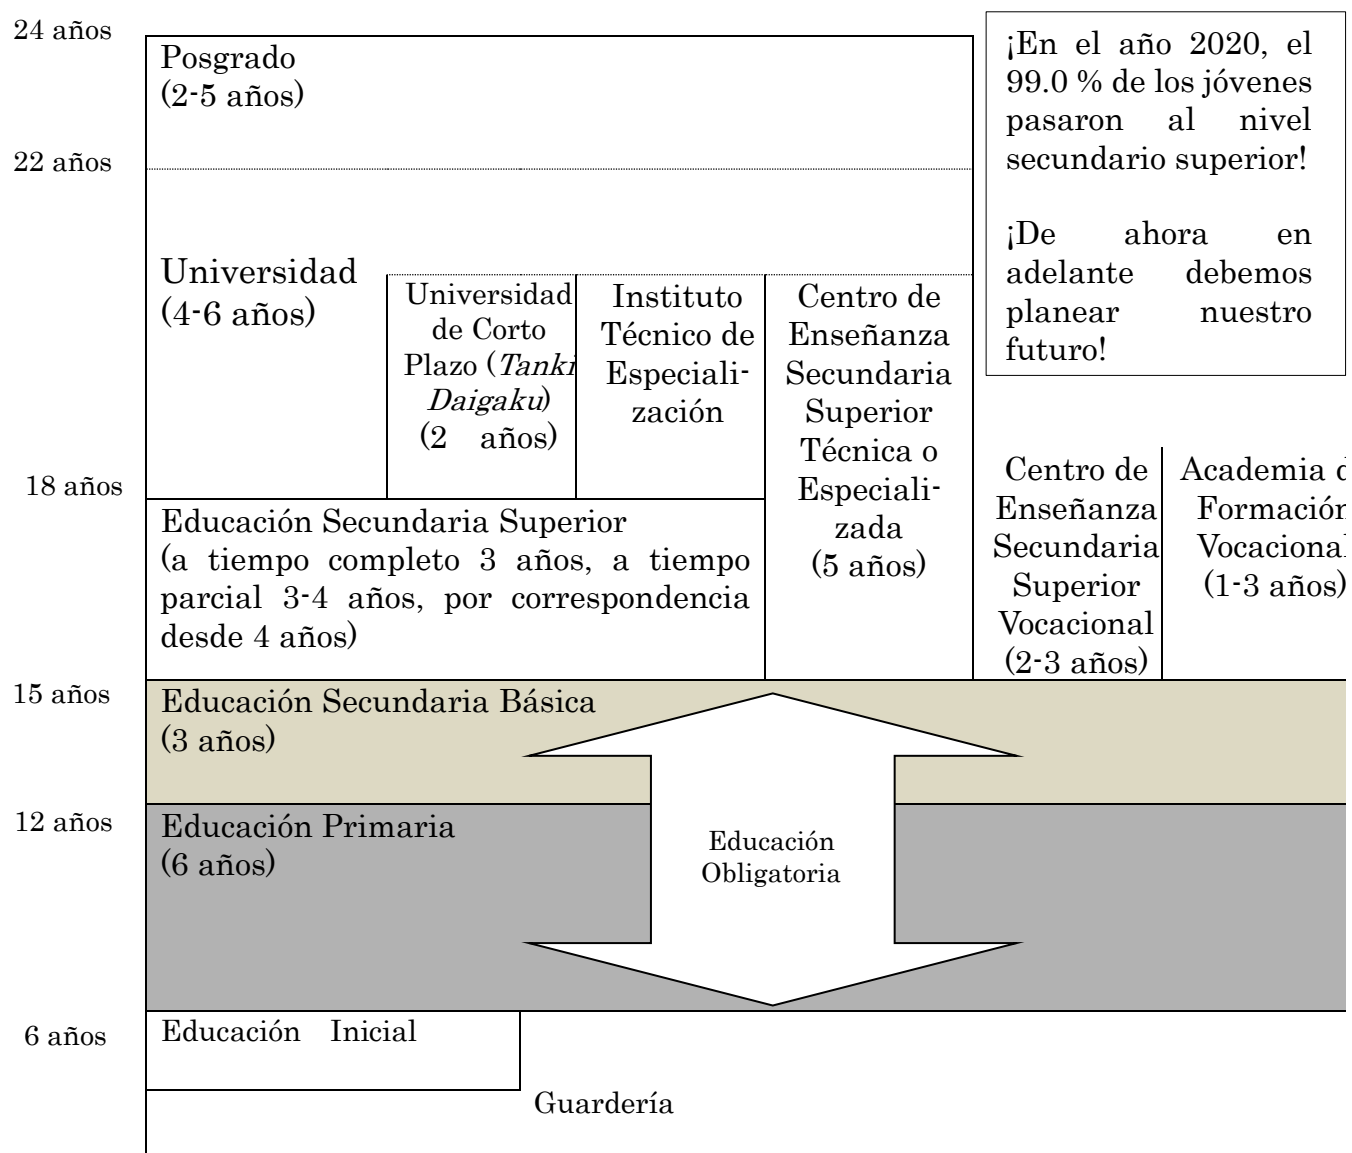 24 años
Posgrado
(2-5 años)
¡En el año 2020, el
99.0 % de los jóvenes
pasaron al nivel
secundario superior!
¡De ahora en
adelante debemos
planear nuestro
futuro!
22 años
Universidad
(4-6 años)
Universidad
de Corto
Plazo (Tanki
Daigaku)
(2 años)
Instituto
Técnico de
Especiali-
zación
Centro de
Enseñanza
Secundaria
Superior
Técnica o
Especiali-
zada
(5 años)
Centro de
Enseñanza
Secundaria
Superior
Vocacional
(2-3 años)
Academia d
Formación
Vocacional
(1-3 años)
18 años
Educación Secundaria Superior
(a tiempo completo 3 años, a tiempo
parcial 3-4 años, por correspondencia
desde 4 años)
15 años
Educación Secundaria Básica
(3 años)
12 años
Educación Primaria
(6 años)
Educación
Obligatoria
6 años
Educación Inicial
Guardería